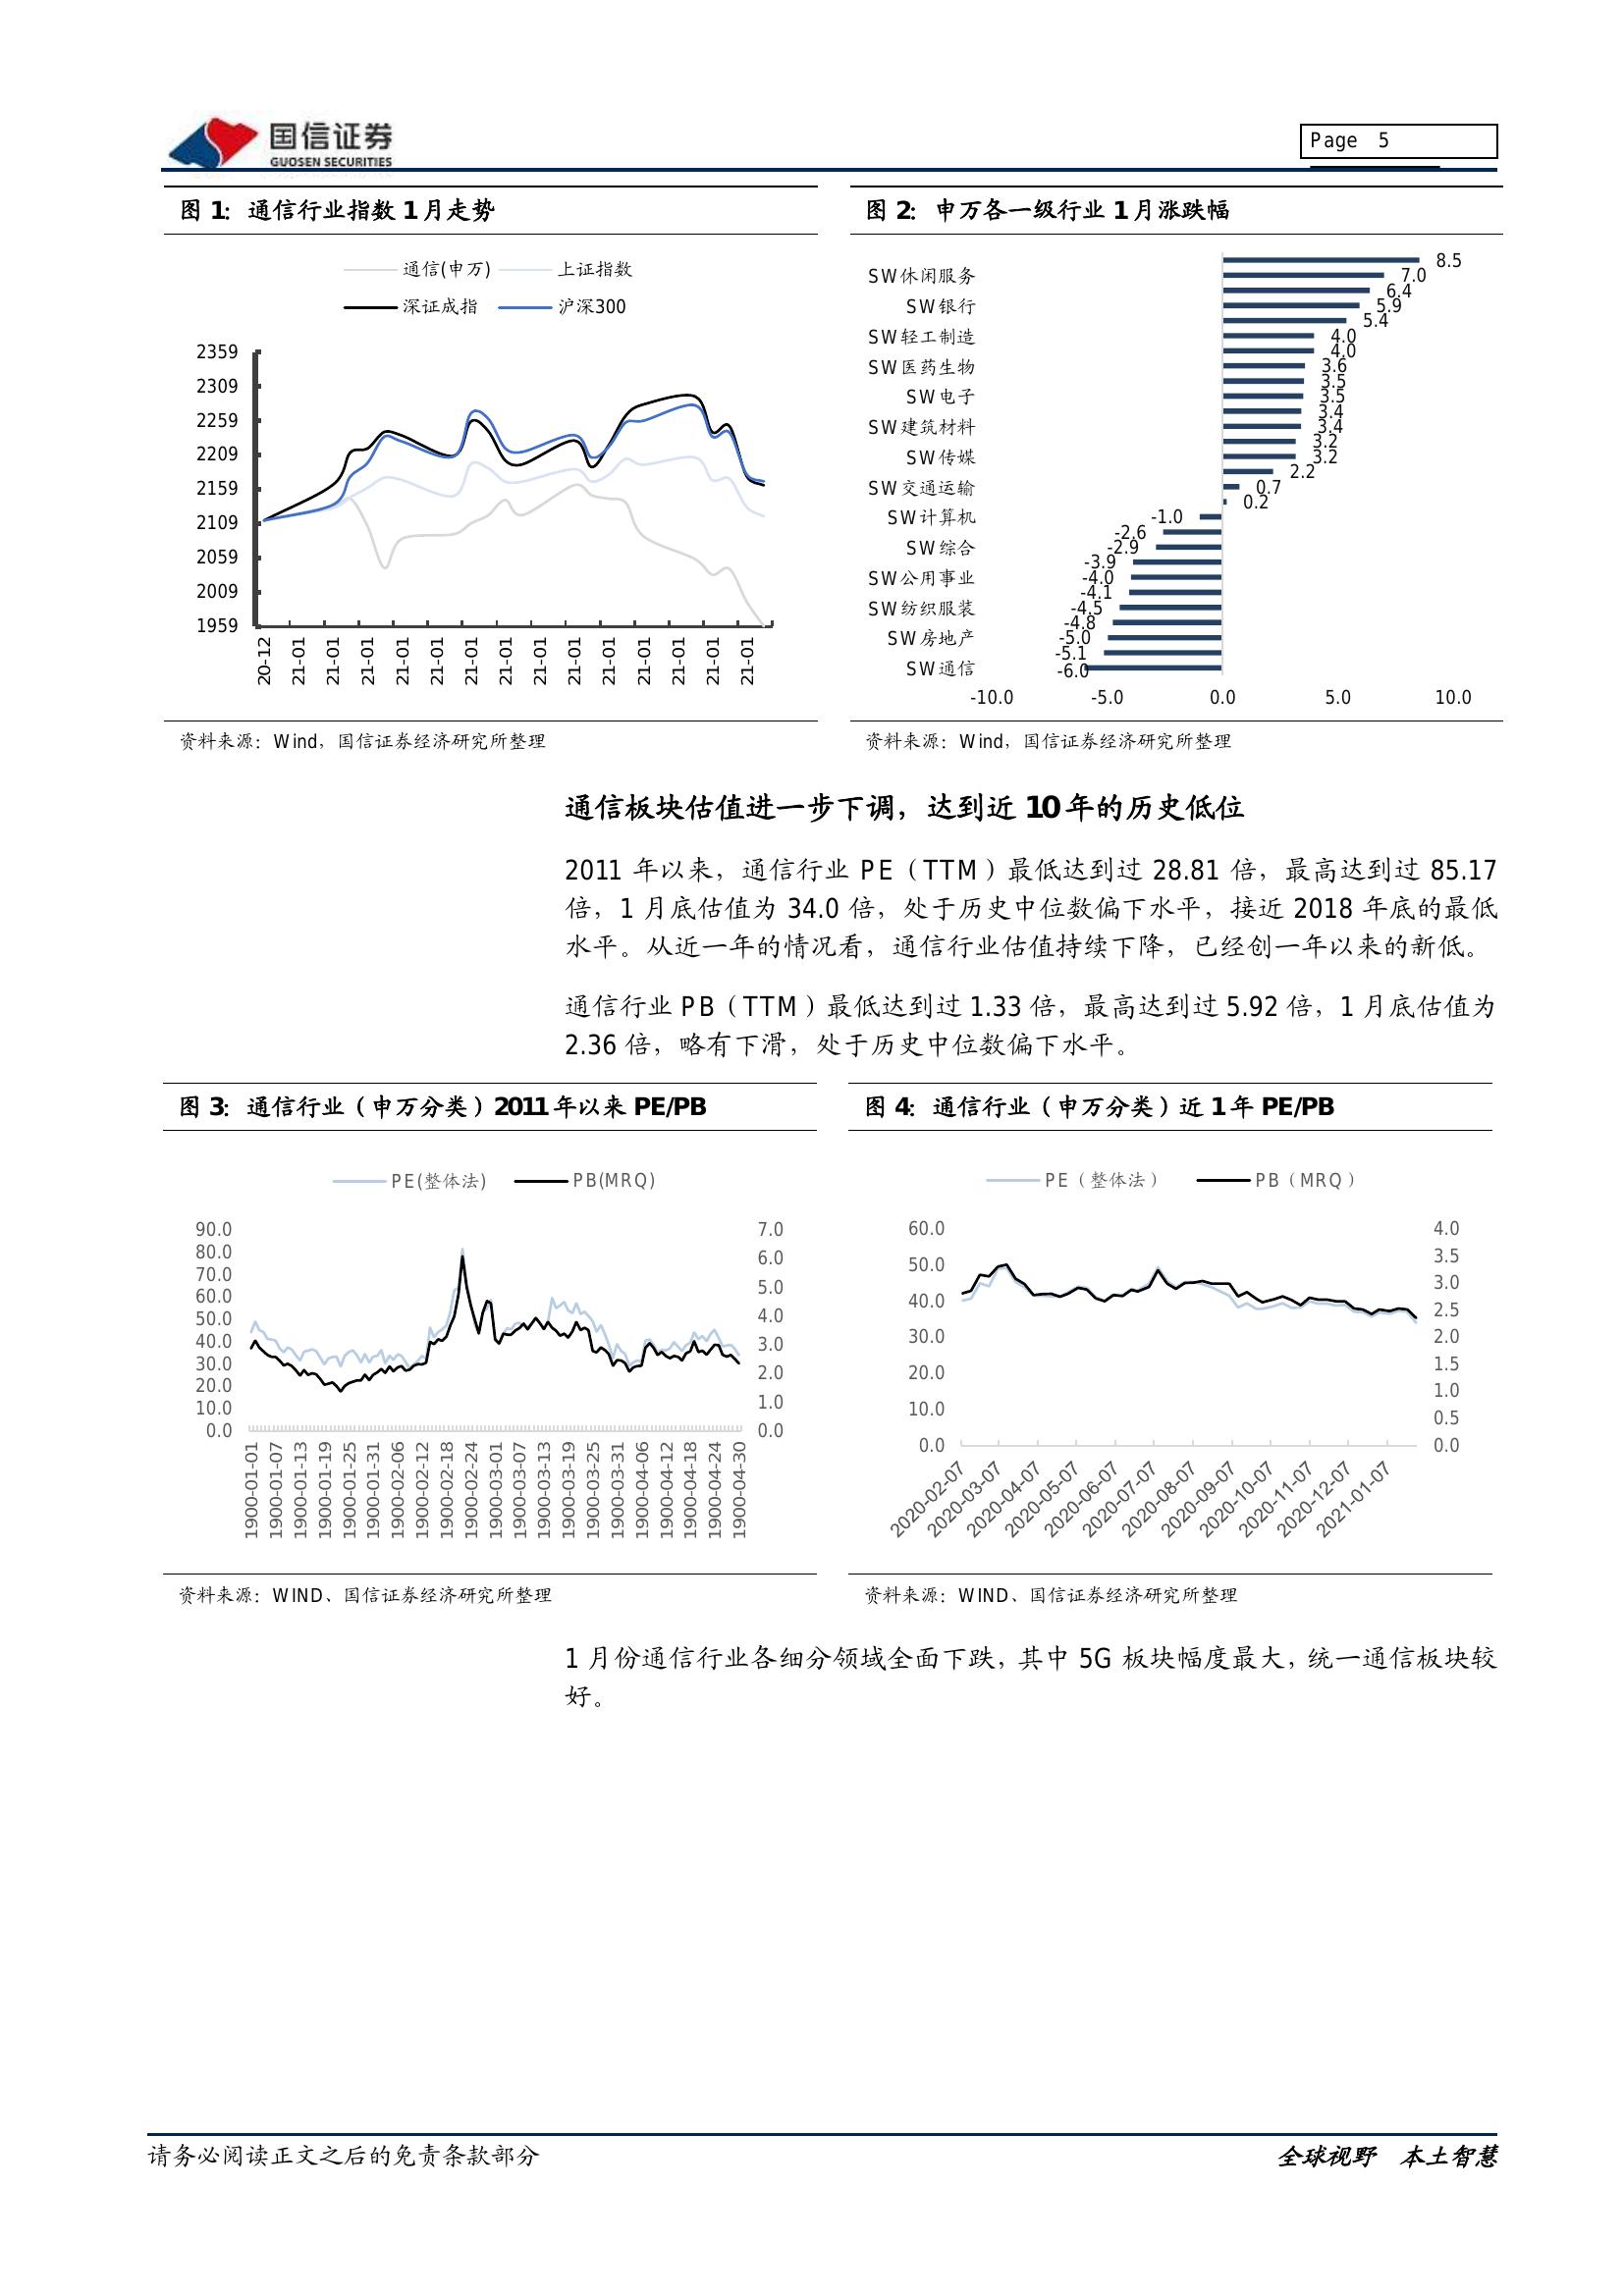 国信证券
GUOSEN SECURITIES
Page 5
图 1：通信行业指数 1 月走势
通信(申万) 上证指数
深证成指 沪深300
2359
2309
2259
2209
2159
2109
2059
2009
1959
20-12 21-01 21-01 21-01 21-01 21-01 21-01 21-01 21-01 21-01 21-01 21-01 21-01 21-01 21-01
资料来源：Wind，国信证券经济研究所整理
图 2：申万各一级行业 1 月涨跌幅
8.5
SW休闲服务 7.0
6.4
SW银行 5.9
5.4
SW轻工制造 4.0
4.0
SW医药生物 3.6
3.5
SW电子 3.5
3.4
SW建筑材料 3.4
3.2
SW传媒 3.2
2.2
SW交通运输 0.7
0.2
SW计算机 -1.0
-2.6
SW综合 -2.9
-3.9
SW公用事业 -4.0
-4.1
SW纺织服装 -4.5
-4.8
SW房地产 -5.0
-5.1
SW通信 -6.0
-10.0 -5.0 0.0 5.0 10.0
资料来源：Wind，国信证券经济研究所整理
通信板块估值进一步下调，达到近 10 年的历史低位
2011 年以来，通信行业 PE（TTM）最低达到过 28.81 倍，最高达到过 85.17
倍，1 月底估值为 34.0 倍，处于历史中位数偏下水平，接近 2018 年底的最低
水平。从近一年的情况看，通信行业估值持续下降，已经创一年以来的新低。
通信行业 PB（TTM）最低达到过 1.33 倍，最高达到过 5.92 倍，1 月底估值为
2.36 倍，略有下滑，处于历史中位数偏下水平。
图 3：通信行业（申万分类）2011 年以来 PE/PB
PE(整体法) PB(MRQ)
90.0
80.0
70.0
60.0
50.0
40.0
30.0
20.0
10.0
0.0
7.0
6.0
5.0
4.0
3.0
2.0
1.0
0.0
1900-01-01 1900-01-07 1900-01-13 1900-01-19 1900-01-25 1900-01-31 1900-02-06 1900-02-12 1900-02-18 1900-02-24 1900-03-01 1900-03-07 1900-03-13 1900-03-19 1900-03-25 1900-03-31 1900-04-06 1900-04-12 1900-04-18 1900-04-24 1900-04-30
资料来源：WIND、国信证券经济研究所整理
图 4：通信行业（申万分类）近 1 年 PE/PB
PE（整体法） PB（MRQ）
60.0
50.0
40.0
30.0
20.0
10.0
0.0
4.0
3.5
3.0
2.5
2.0
1.5
1.0
0.5
0.0
2020-02-07 2020-03-07 2020-04-07 2020-05-07 2020-06-07 2020-07-07 2020-08-07 2020-09-07 2020-10-07 2020-11-07 2020-12-07 2021-01-07
资料来源：WIND、国信证券经济研究所整理
1 月份通信行业各细分领域全面下跌，其中 5G 板块幅度最大，统一通信板块较
好。
请务必阅读正文之后的免责条款部分
全球视野 本土智慧